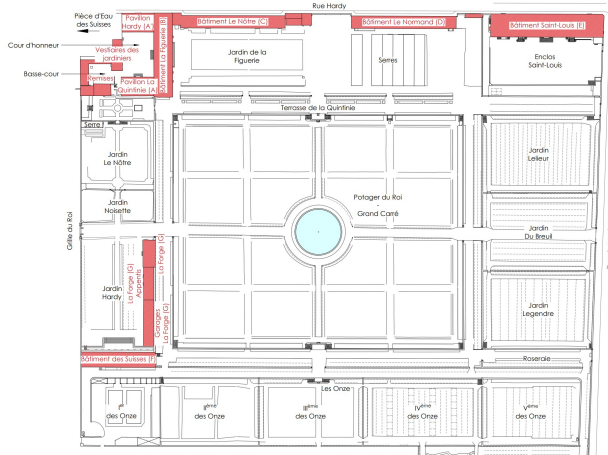 Rue Hardy
Pièce d'Eau
des Suisses
Pavillon
Hardy (A')
Bâtiment La Figuerie (B)
Bâtiment Le Nôtre (C)
Bâtiment Le Normand (D)
Bâtiment Saint-Louis (E)
Cour d'honneur
Vestiaires des
jardiniers
Basse-cour
Remises
Pavillon La
Quintinie (A)
Jardin de la
Figuerie
Serres
Enclos
Saint-Louis
Terrasse de la Quintinie
Serre
Jardin
Le Nôtre
Jardin
Lelieur
Jardin
Noisette
Potager du Roi
-
Grand Carré
Grille du Roi
Jardin
Du Breuil
La Forge (G)
La Forge (G)
Appentis
Jardin
Hardy
Garages
La Forge (G)
Jardin
Legendre
Bâtiment des Suisses (F)
Roseraie
Les Onze
Ier
des Onze
IIème
des Onze
IIIème
des Onze
IVème
des Onze
Vème
des Onze